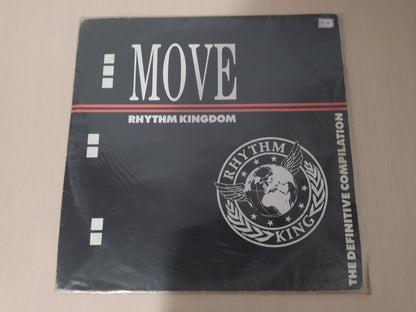 MOVE
RHYTHM KINGDOM
RHYTHM
KING
THE DEFINITIVE COMPILATION